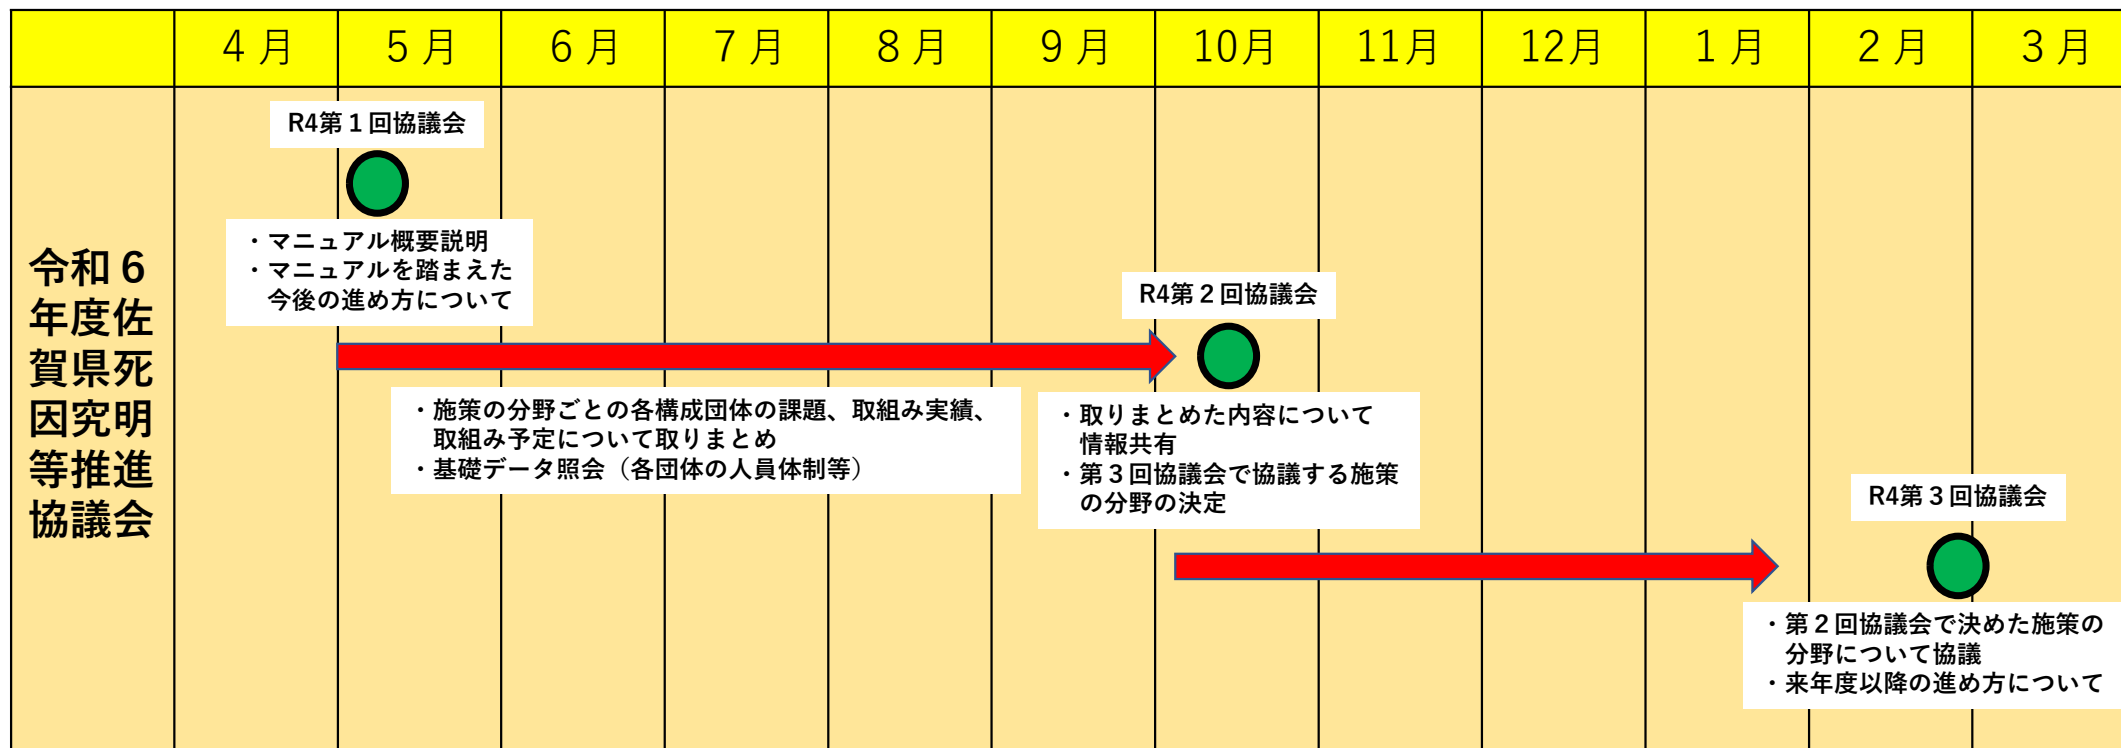 ４月 ５月 ６月 ７月 ８月 ９月 10月 11月 12月 １月 ２月 ３月
令和６
年度佐
賀県死
因究明
等推進
協議会
R4第１回協議会
・マニュアル概要説明
・マニュアルを踏まえた
今後の進め方について
・施策の分野ごとの各構成団体の課題、取組み実績、
取組み予定について取りまとめ
・基礎データ照会（各団体の人員体制等）
R4第２回協議会
・取りまとめた内容について
情報共有
・第３回協議会で協議する施策
の分野の決定
R4第３回協議会
・第２回協議会で決めた施策の
分野について協議
・来年度以降の進め方について